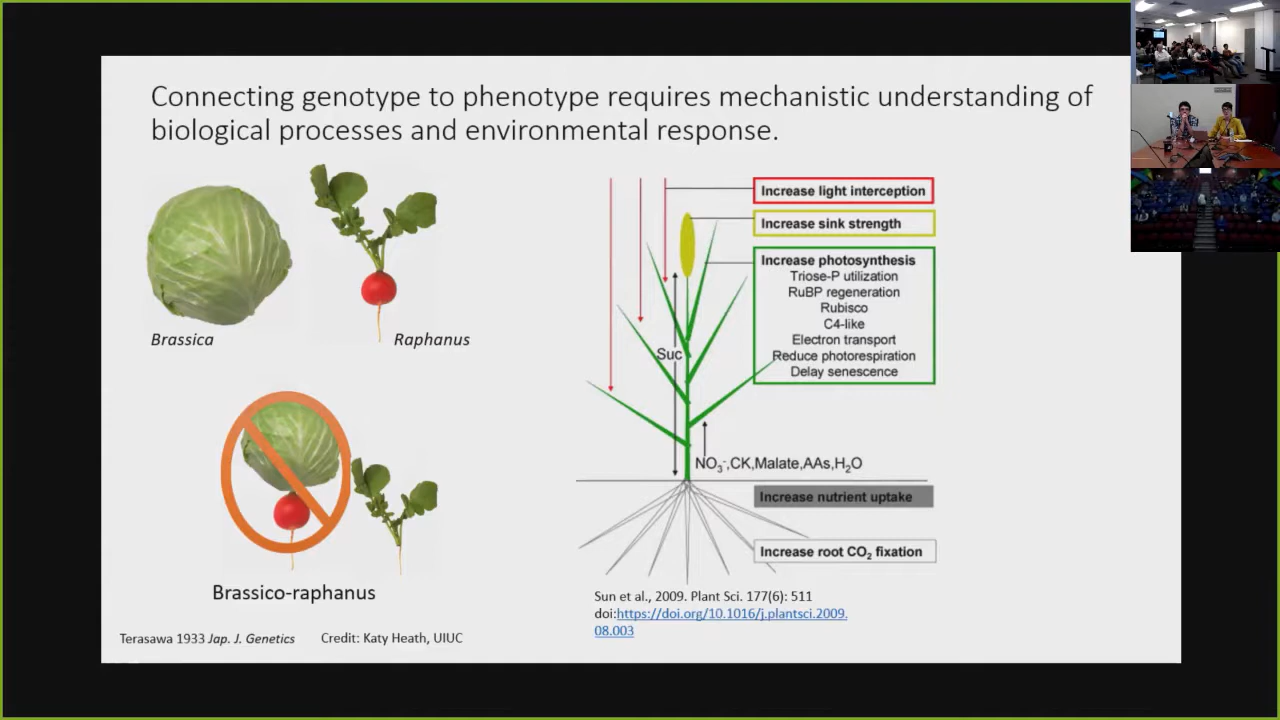 Connecting genotype to phenotype requires mechanistic understanding of
biological processes and environmental response.
Brassica
Raphanus
Brassico-raphanus
Terasawa 1933 Jap. J. Genetics
Credit: Katy Heath, UIUC
Increase light interception
Increase sink strength
Increase photosynthesis
Triose-P utilization
RuBP regeneration
Rubisco
C4-like
Electron transport
Reduce photorespiration
Delay senescence
Suc
NO₃⁻,CK,Malate,AAs,H₂O
Increase nutrient uptake
Increase root CO₂ fixation
Sun et al., 2009. Plant Sci. 177(6): 511
doi:https://doi.org/10.1016/j.plantsci.2009.
08.003